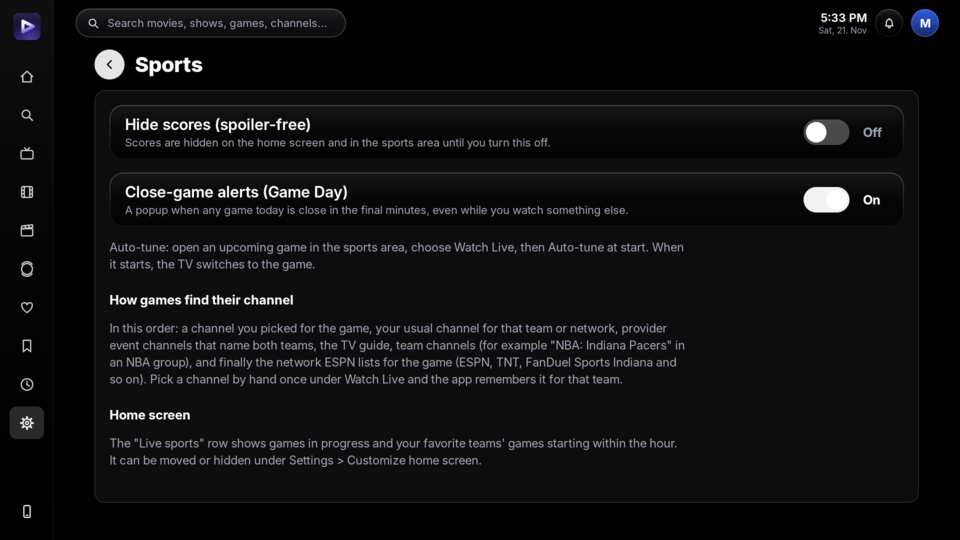 Search movies, shows, games, channels...
5:33 PM
Sat, 21. Nov
M
Sports
Hide scores (spoiler-free)
Scores are hidden on the home screen and in the sports area until you turn this off.
Off
Close-game alerts (Game Day)
A popup when any game today is close in the final minutes, even while you watch something else.
On
Auto-tune: open an upcoming game in the sports area, choose Watch Live, then Auto-tune at start. When
it starts, the TV switches to the game.
How games find their channel
In this order: a channel you picked for the game, your usual channel for that team or network, provider
event channels that name both teams, the TV guide, team channels (for example "NBA: Indiana Pacers" in
an NBA group), and finally the network ESPN lists for the game (ESPN, TNT, FanDuel Sports Indiana and
so on). Pick a channel by hand once under Watch Live and the app remembers it for that team.
Home screen
The "Live sports" row shows games in progress and your favorite teams' games starting within the hour.
It can be moved or hidden under Settings > Customize home screen.